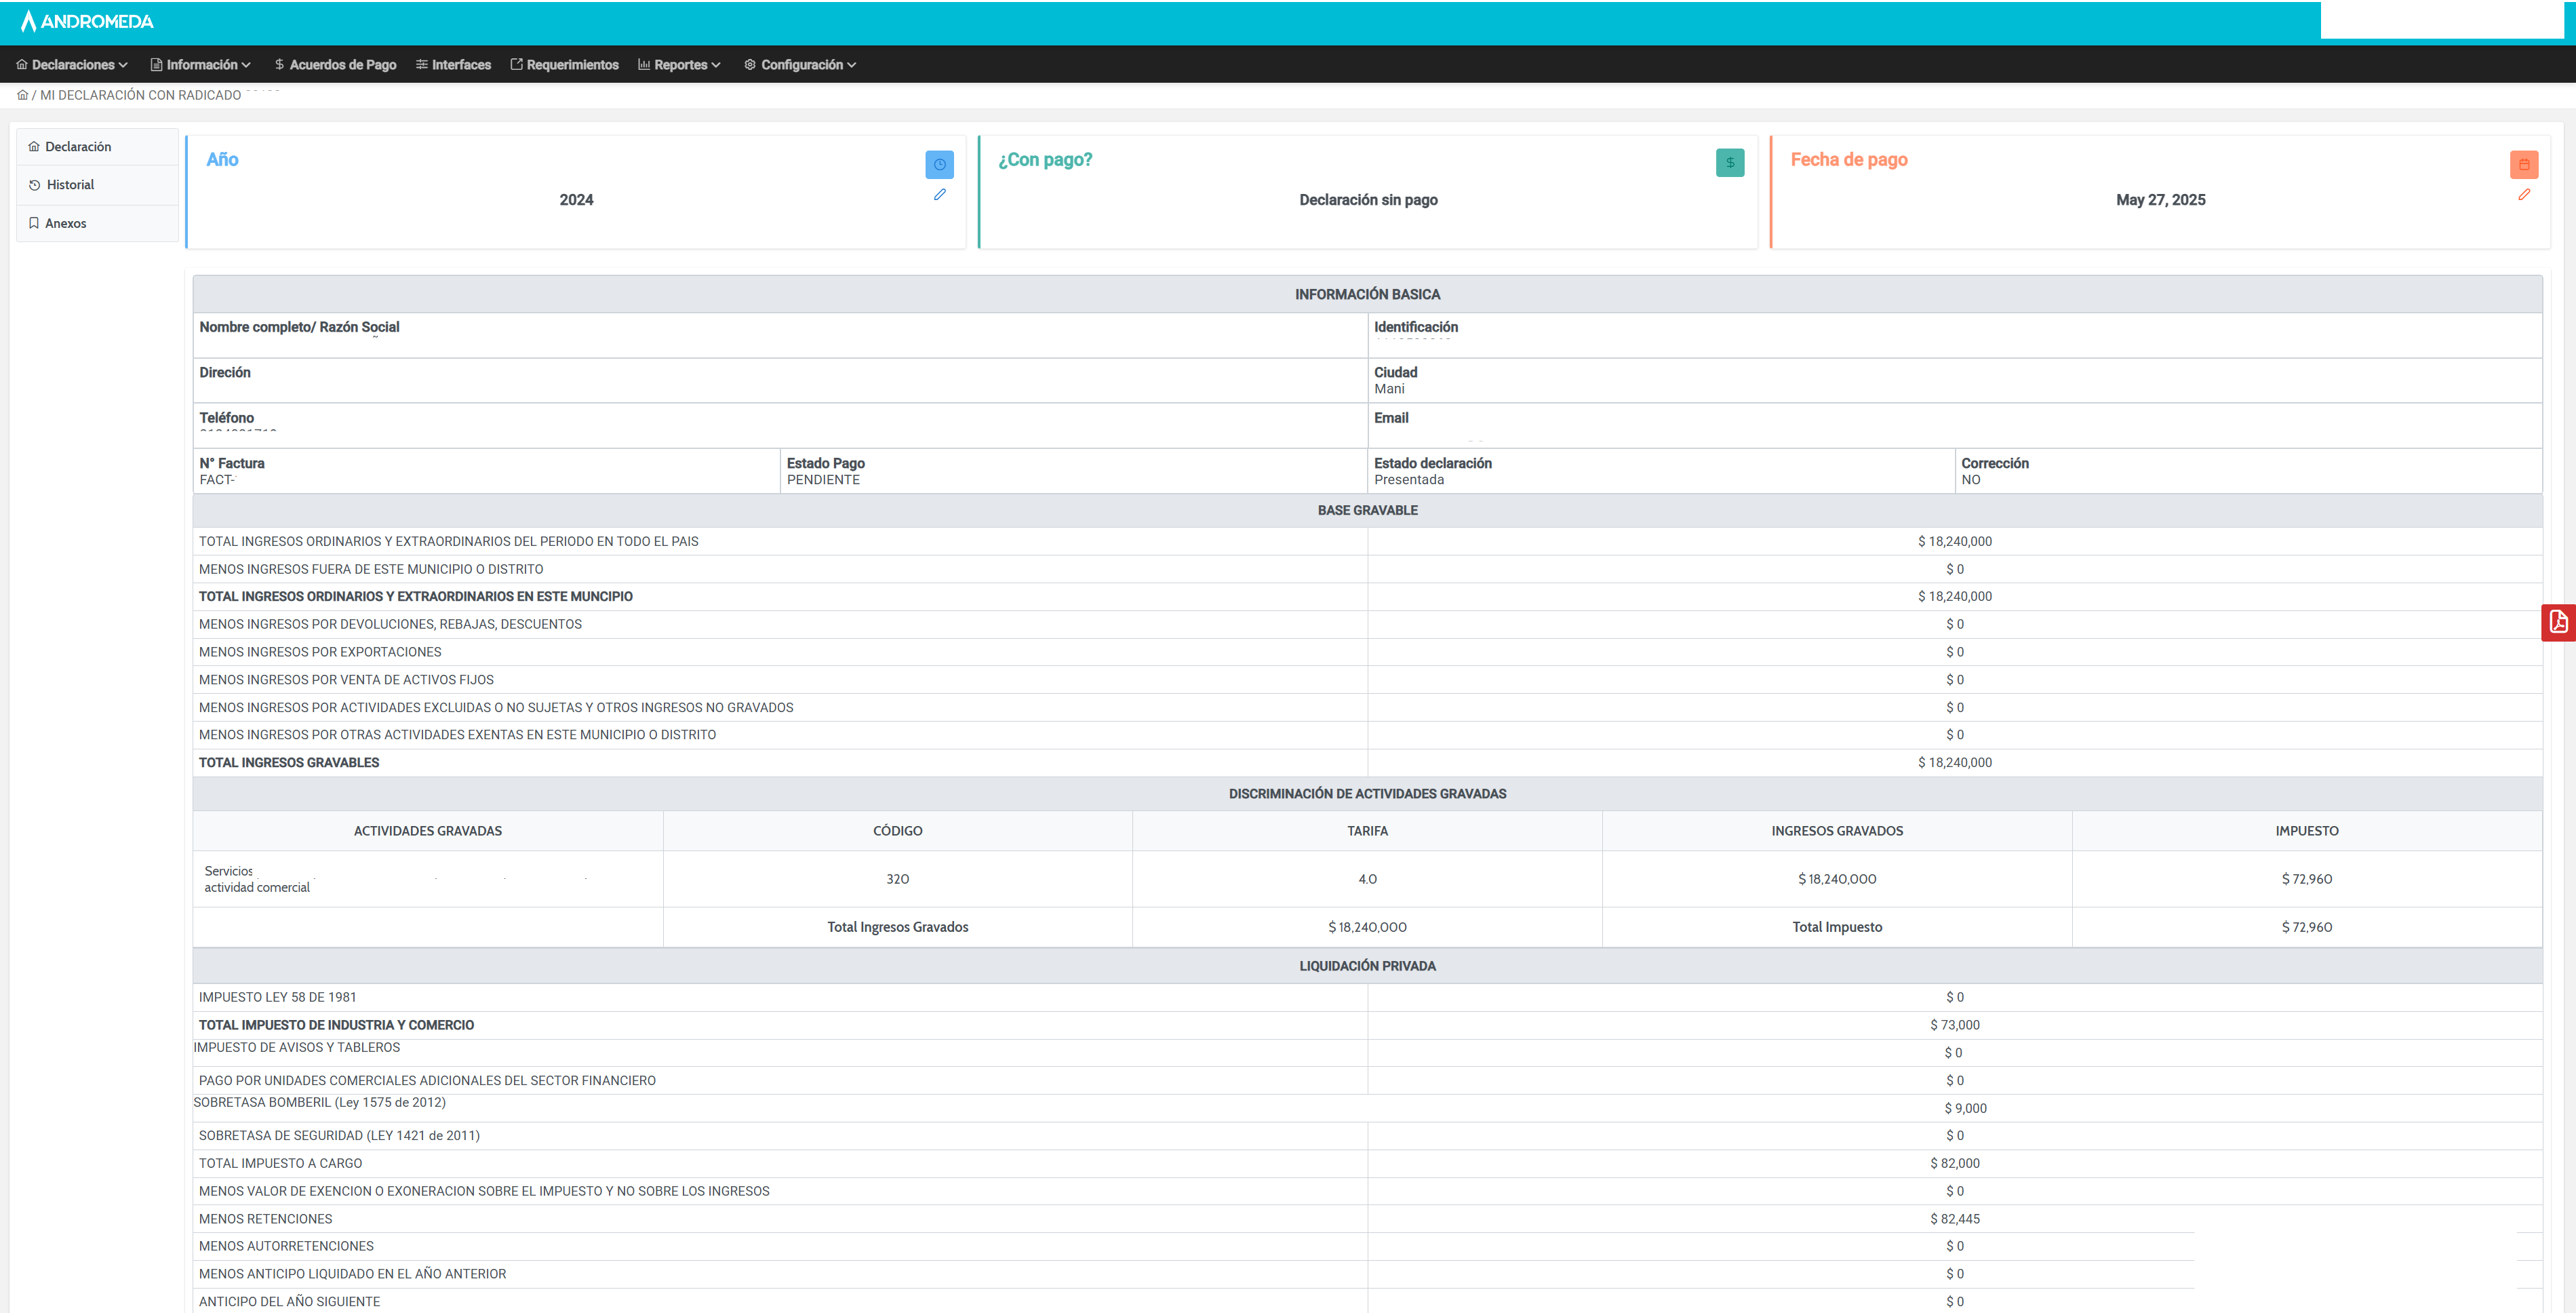 ANDROMEDA
Declaraciones Información Acuerdos de Pago Interfaces Requerimientos Reportes Configuración
/ MI DECLARACIÓN CON RADICADO
Declaración
Historial
Anexos
Año
2024
¿Con pago?
Declaración sin pago
Fecha de pago
May 27, 2025
INFORMACIÓN BASICA
Nombre completo/ Razón Social
Identificación
Direción
Ciudad
Mani
Teléfono
Email
N° Factura
FACT-
Estado Pago
PENDIENTE
Estado declaración
Presentada
Corrección
NO
BASE GRAVABLE
TOTAL INGRESOS ORDINARIOS Y EXTRAORDINARIOS DEL PERIODO EN TODO EL PAIS $ 18,240,000
MENOS INGRESOS FUERA DE ESTE MUNICIPIO O DISTRITO $ 0
TOTAL INGRESOS ORDINARIOS Y EXTRAORDINARIOS EN ESTE MUNCIPIO $ 18,240,000
MENOS INGRESOS POR DEVOLUCIONES, REBAJAS, DESCUENTOS $ 0
MENOS INGRESOS POR EXPORTACIONES $ 0
MENOS INGRESOS POR VENTA DE ACTIVOS FIJOS $ 0
MENOS INGRESOS POR ACTIVIDADES EXCLUIDAS O NO SUJETAS Y OTROS INGRESOS NO GRAVADOS $ 0
MENOS INGRESOS POR OTRAS ACTIVIDADES EXENTAS EN ESTE MUNICIPIO O DISTRITO $ 0
TOTAL INGRESOS GRAVABLES $ 18,240,000
DISCRIMINACIÓN DE ACTIVIDADES GRAVADAS
ACTIVIDADES GRAVADAS CÓDIGO TARIFA INGRESOS GRAVADOS IMPUESTO
Servicios
actividad comercial
320 4.0 $ 18,240,000 $ 72,960
Total Ingresos Gravados $ 18,240,000 Total Impuesto $ 72,960
LIQUIDACIÓN PRIVADA
IMPUESTO LEY 58 DE 1981 $ 0
TOTAL IMPUESTO DE INDUSTRIA Y COMERCIO $ 73,000
IMPUESTO DE AVISOS Y TABLEROS $ 0
PAGO POR UNIDADES COMERCIALES ADICIONALES DEL SECTOR FINANCIERO $ 0
SOBRETASA BOMBERIL (Ley 1575 de 2012) $ 9,000
SOBRETASA DE SEGURIDAD (LEY 1421 de 2011) $ 0
TOTAL IMPUESTO A CARGO $ 82,000
MENOS VALOR DE EXENCION O EXONERACION SOBRE EL IMPUESTO Y NO SOBRE LOS INGRESOS $ 0
MENOS RETENCIONES $ 82,445
MENOS AUTORRETENCIONES $ 0
MENOS ANTICIPO LIQUIDADO EN EL AÑO ANTERIOR $ 0
ANTICIPO DEL AÑO SIGUIENTE $ 0